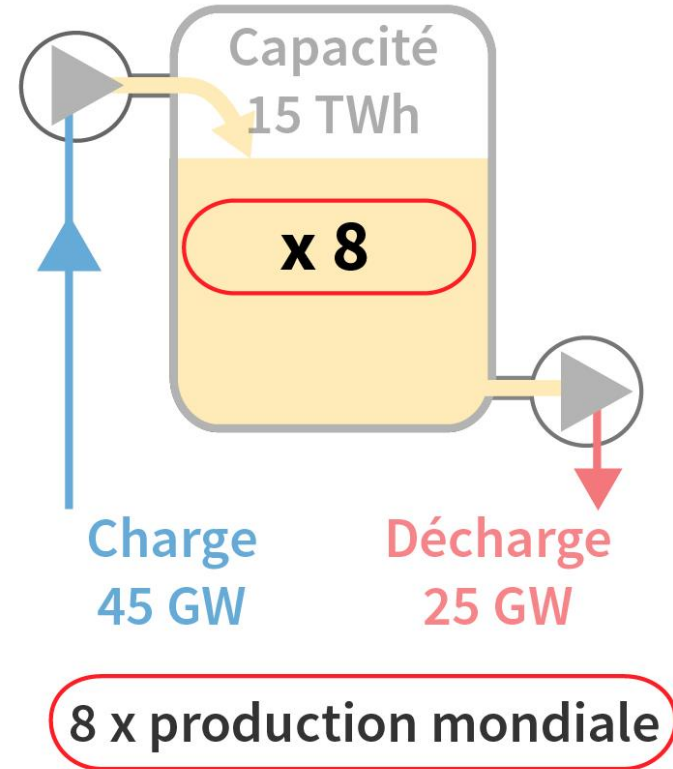 Capacité
15 TWh
x 8
Charge
45 GW
Décharge
25 GW
8 x production mondiale